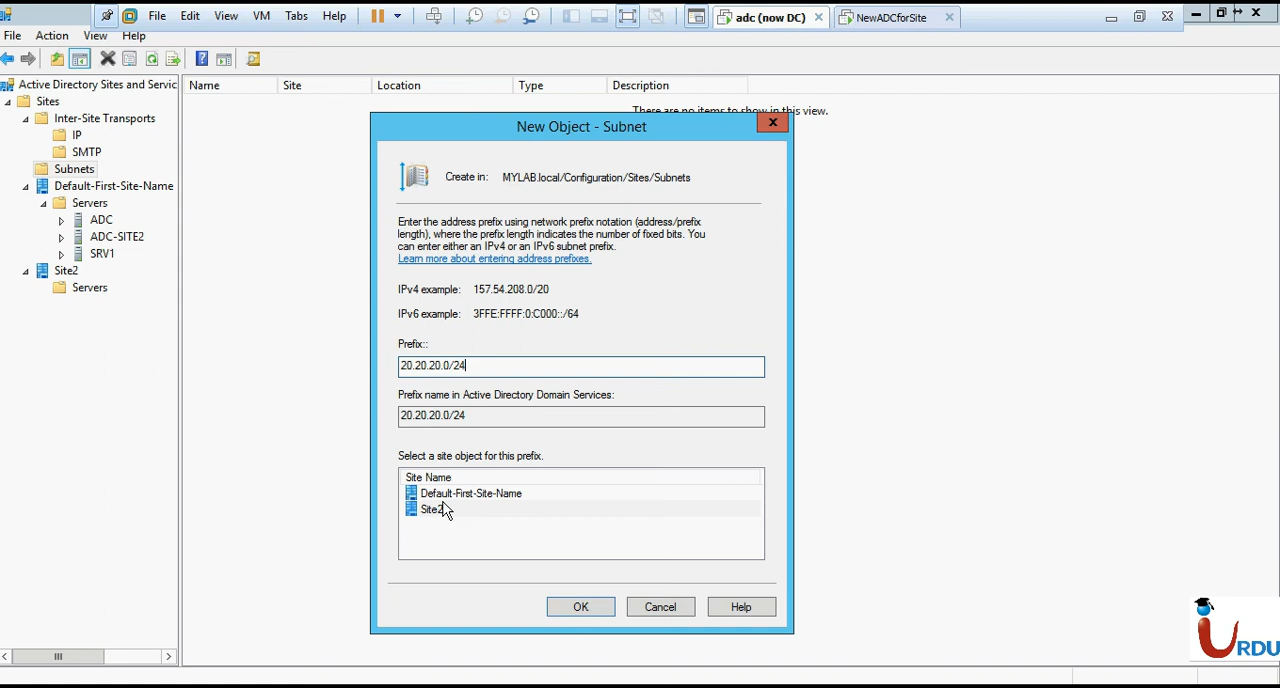 File Edit View VM Tabs Help
adc (now DC)
NewADCforSite
File Action View Help
Active Directory Sites and Servic
Sites
Inter-Site Transports
IP
SMTP
Subnets
Default-First-Site-Name
Servers
ADC
ADC-SITE2
SRV1
Site2
Servers
Name Site Location Type Description
There are no items to show in this view.
New Object - Subnet
Create in: MYLAB.local/Configuration/Sites/Subnets
Enter the address prefix using network prefix notation (address/prefix
length), where the prefix length indicates the number of fixed bits. You
can enter either an IPv4 or an IPv6 subnet prefix.
Learn more about entering address prefixes.
IPv4 example: 157.54.208.0/20
IPv6 example: 3FFE:FFFF:0:C000::/64
Prefix::
20.20.20.0/24
Prefix name in Active Directory Domain Services:
20.20.20.0/24
Select a site object for this prefix.
Site Name
Default-First-Site-Name
Site2
OK Cancel Help
iURDU